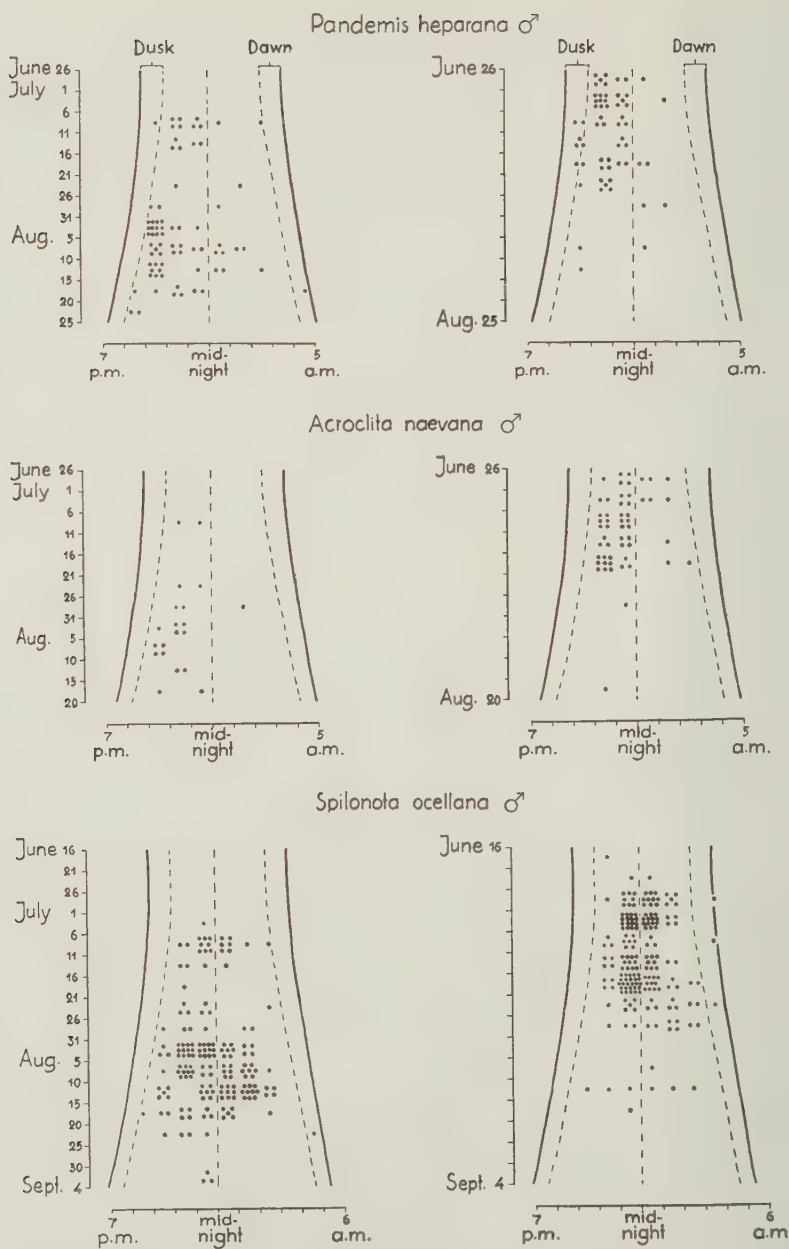 Pandemis heparana ♂
Dusk Dawn
June 26
July 1
6
11
16
21
26
31
Aug. 5
10
15
20
25
7 mid- 5
p.m. night a.m.
Dusk Dawn
June 26
Aug. 25
7 mid- 5
p.m. night a.m.
Acroclita naevana ♂
June 26
July 1
6
11
16
21
26
31
Aug. 5
10
15
20
7 mid- 5
p.m. night a.m.
June 26
Aug. 20
7 mid- 5
p.m. night a.m.
Spilonota ocellana ♂
June 16
21
26
July 1
6
11
16
21
26
31
Aug. 5
10
15
20
25
30
Sept. 4
7 mid- 6
p.m. night a.m.
June 16
Sept. 4
7 mid- 6
p.m. night a.m.